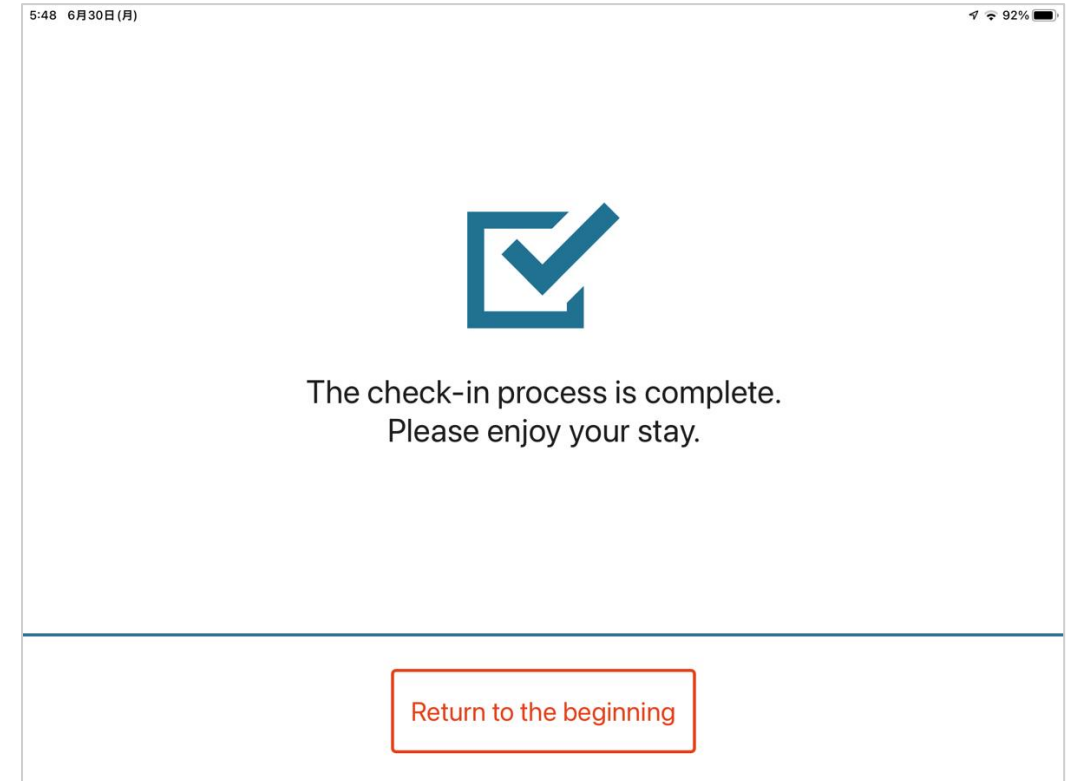 5:48 6月30日(月) 92%
The check-in process is complete.
Please enjoy your stay.
Return to the beginning